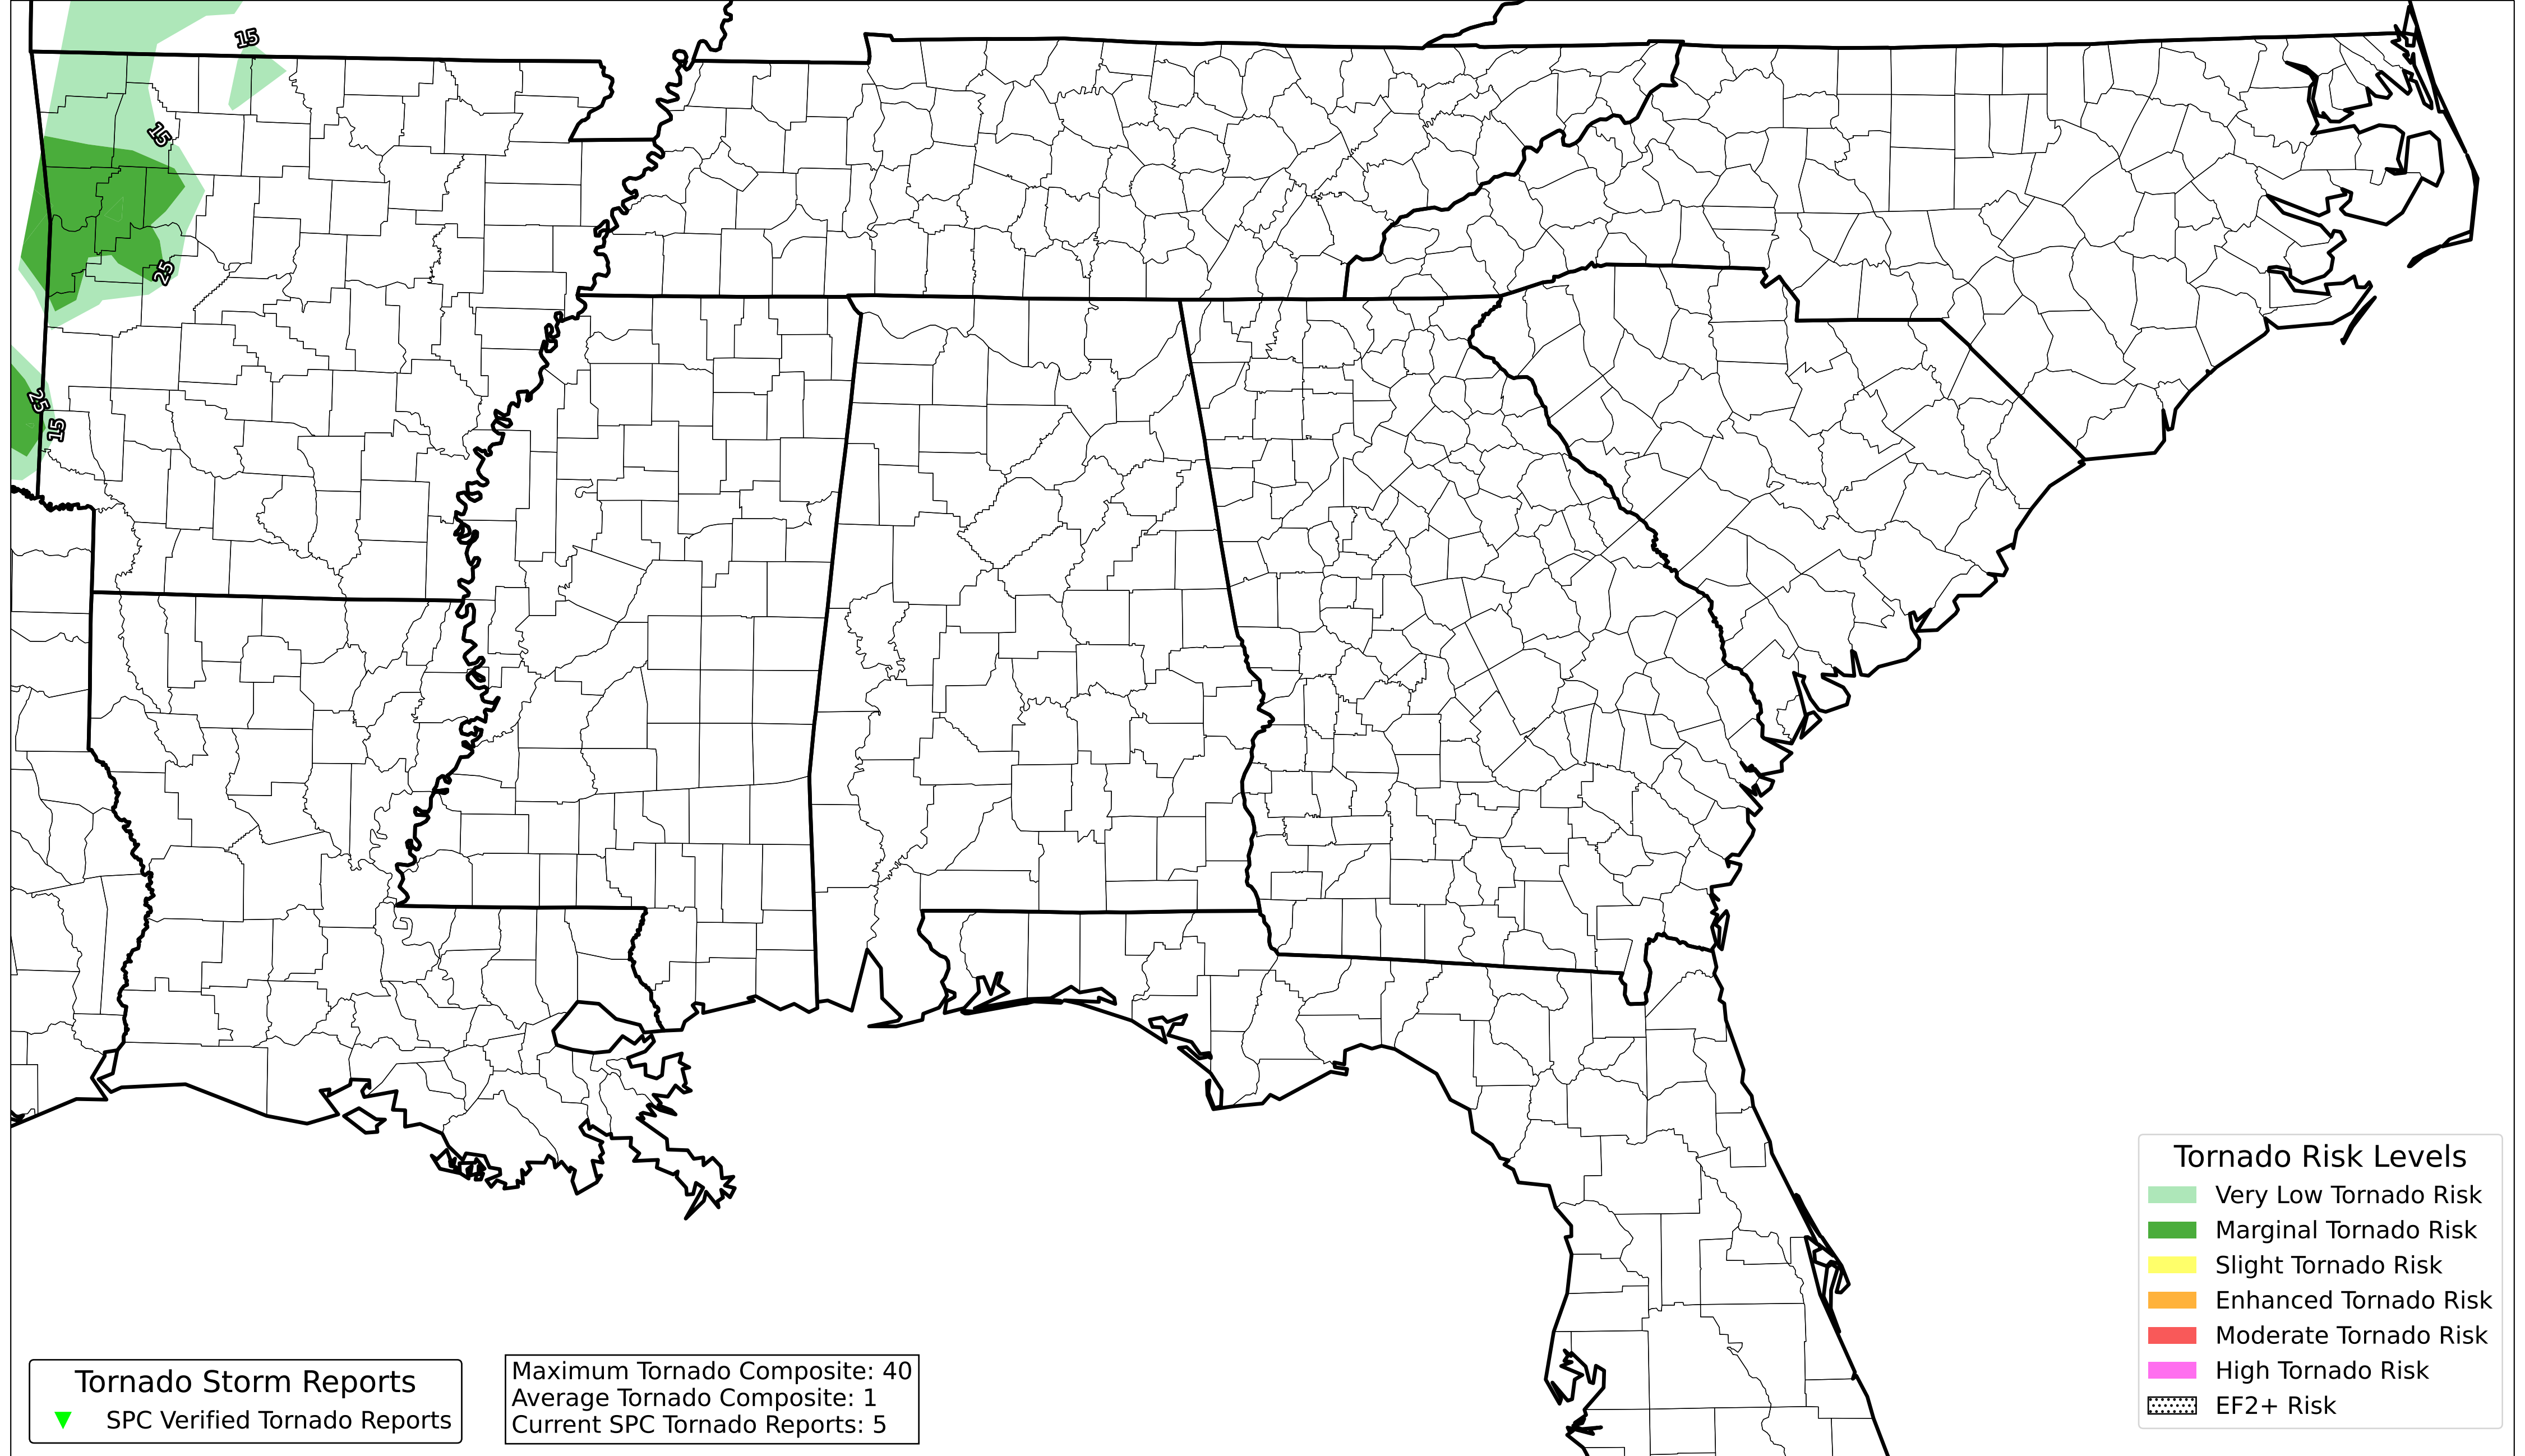 15
15
25
25
15
Tornado Risk Levels
Very Low Tornado Risk
Marginal Tornado Risk
Slight Tornado Risk
Enhanced Tornado Risk
Moderate Tornado Risk
High Tornado Risk
EF2+ Risk
Tornado Storm Reports
SPC Verified Tornado Reports
Maximum Tornado Composite: 40
Average Tornado Composite: 1
Current SPC Tornado Reports: 5